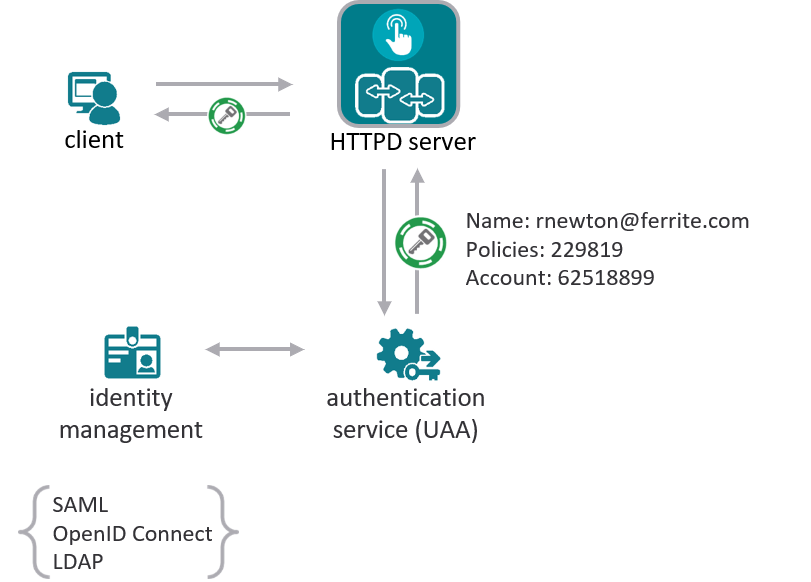 client
HTTPD server
Name: rnewton@ferrite.com
Policies: 229819
Account: 62518899
identity
management
authentication
service (UAA)
SAML
OpenID Connect
LDAP